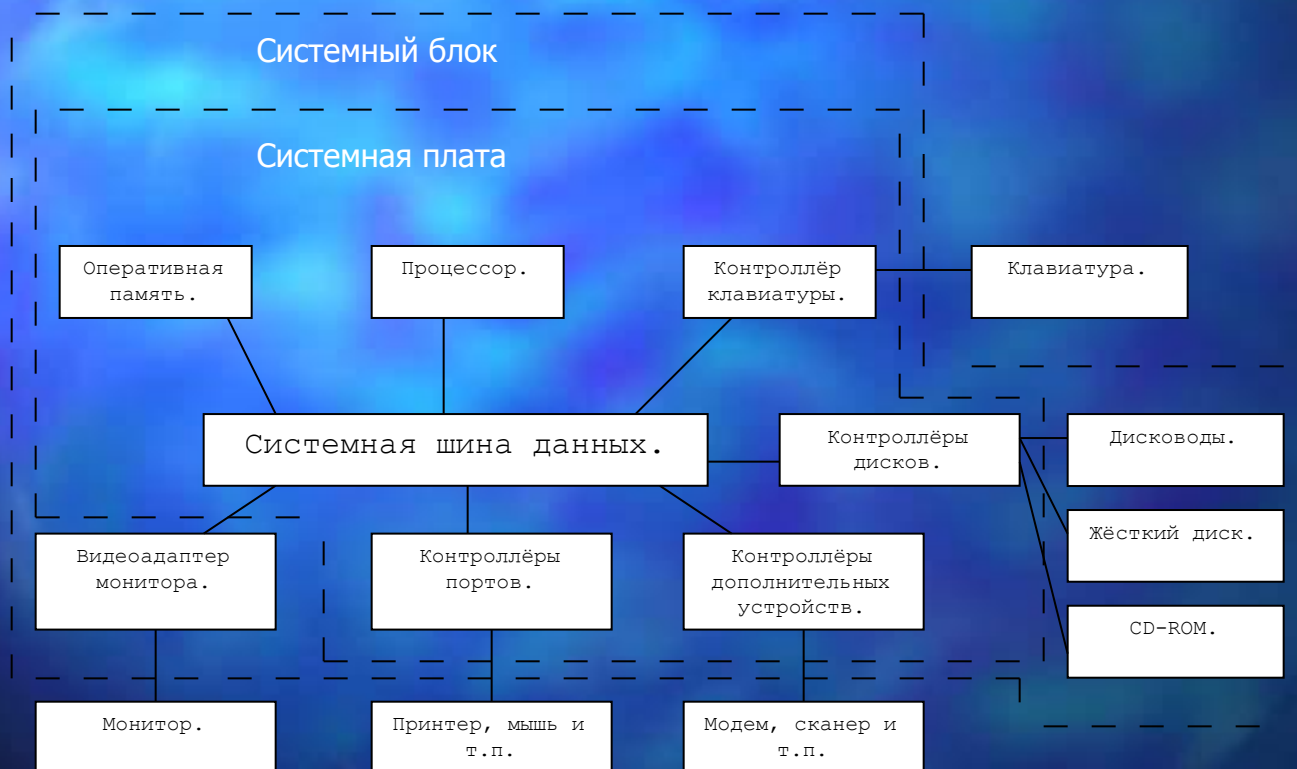 Системный блок
Системная плата
Оперативная
память.
Процессор.
Контроллёр
клавиатуры.
Клавиатура.
Системная шина данных.
Контроллёры
дисков.
Дисководы.
Жёсткий диск.
CD-ROM.
Видеоадаптер
монитора.
Контроллёры
портов.
Контроллёры
дополнительных
устройств.
Монитор.
Принтер, мышь и
т.п.
Модем, сканер и
т.п.